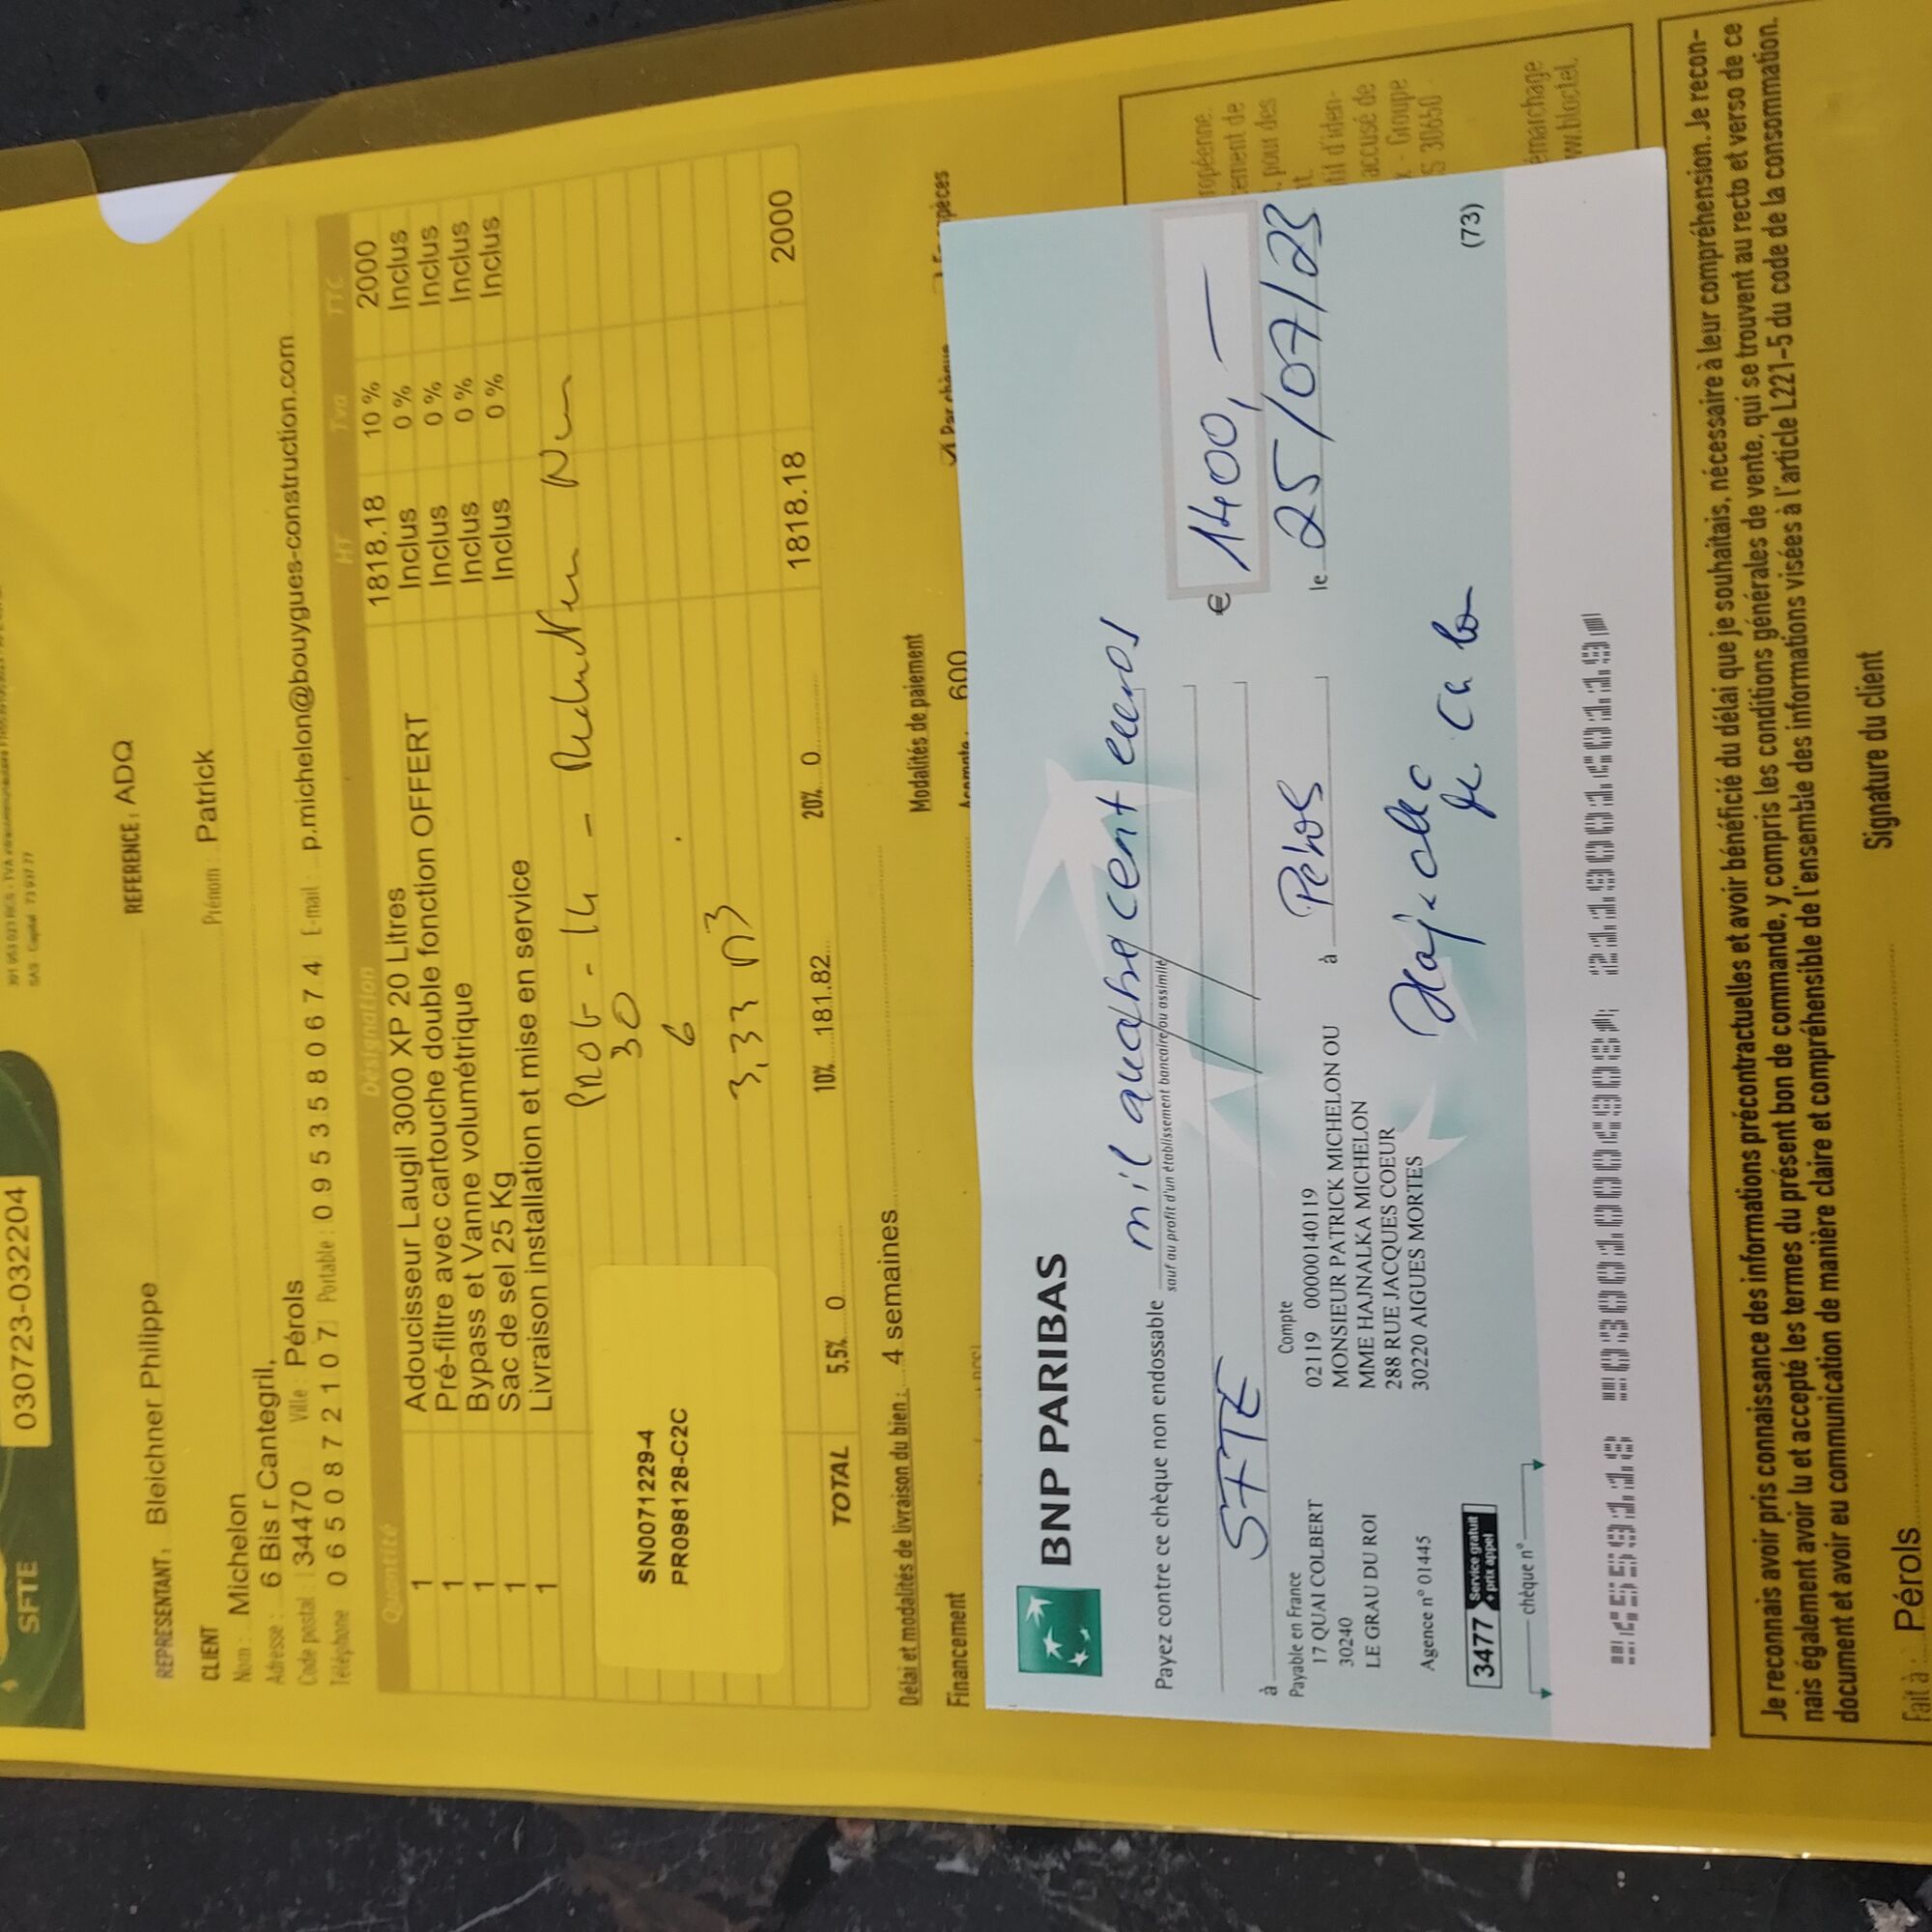 SFTE
030723-032204
REPRESENTANT : Bleichner Philippe
REFERENCE : ADQ
CLIENT
Nom : Michelon
Prénom : Patrick
Adresse : 6 Bis r Cantegril,
Code postal : 34470 Ville : Pérols
Téléphone 0 6 5 0 8 7 2 1 0 7 Portable : 0 9 5 3 5 8 0 6 7 4 E-mail : p.michelon@bouygues-construction.com
Quantité Désignation HT Tva TTC
1 Adoucisseur Laugil 3000 XP 20 Litres 1818.18 10 % 2000
1 Pré-filtre avec cartouche double fonction OFFERT Inclus 0 % Inclus
1 Bypass et Vanne volumétrique Inclus 0 % Inclus
1 Sac de sel 25 Kg Inclus 0 % Inclus
1 Livraison installation et mise en service Inclus 0 % Inclus
30
6
3,33
SN00712229-4
PR098128-C2C
TOTAL 5.5% 0 10% 181.82 20% 0 1818.18 2000
Délai et modalités de livraison du bien : 4 semaines
Financement
Modalités de paiement
600
BNP PARIBAS
Payez contre ce chèque non endossable mil quatre cent euros
sauf au profit d'un établissement bancaire ou assimilé
€ 1400,—
à SFTE
à Pérols
le 25/07/23
Payable en France
17 QUAI COLBERT
30240
LE GRAU DU ROI
Agence n° 01445
Compte
02119 00000140119
MONSIEUR PATRICK MICHELON OU
MME HAJNALKA MICHELON
288 RUE JACQUES COEUR
30220 AIGUES MORTES
3477 Service gratuit + prix appel
chèque n°
(73)
Je reconnais avoir pris connaissance des informations précontractuelles et avoir bénéficié du délai que je souhaitais, nécessaire à leur compréhension. Je recon-
nais également avoir lu et accepté les termes du présent bon de commande, y compris les conditions générales de vente, qui se trouvent au recto et verso de ce
document et avoir eu communication de manière claire et compréhensible de l'ensemble des informations visées à l'article L221-5 du code de la consommation.
Fait à : Pérols
Signature du client